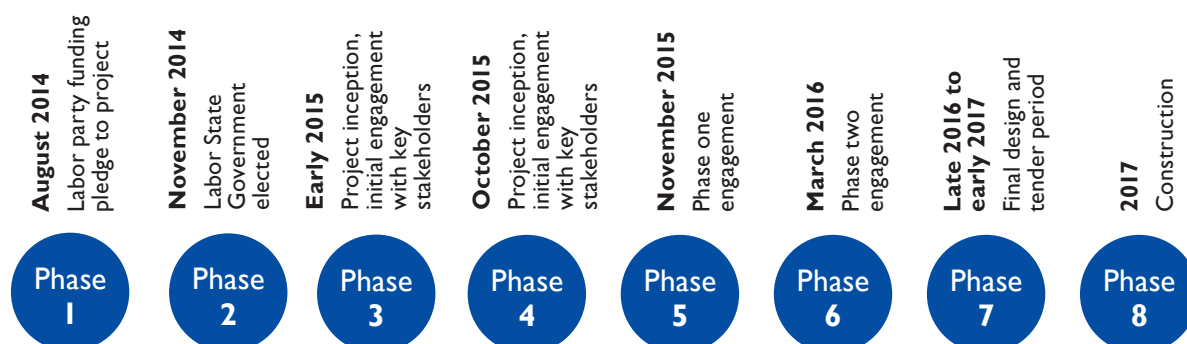 August 2014
Labor party funding
pledge to project
November 2014
Labor State
Government
elected
Early 2015
Project inception,
initial engagement
with key
stakeholders
October 2015
Project inception,
initial engagement
with key
stakeholders
November 2015
Phase one
engagement
March 2016
Phase two
engagement
Late 2016 to
early 2017
Final design and
tender period
2017
Construction
Phase
1
Phase
2
Phase
3
Phase
4
Phase
5
Phase
6
Phase
7
Phase
8